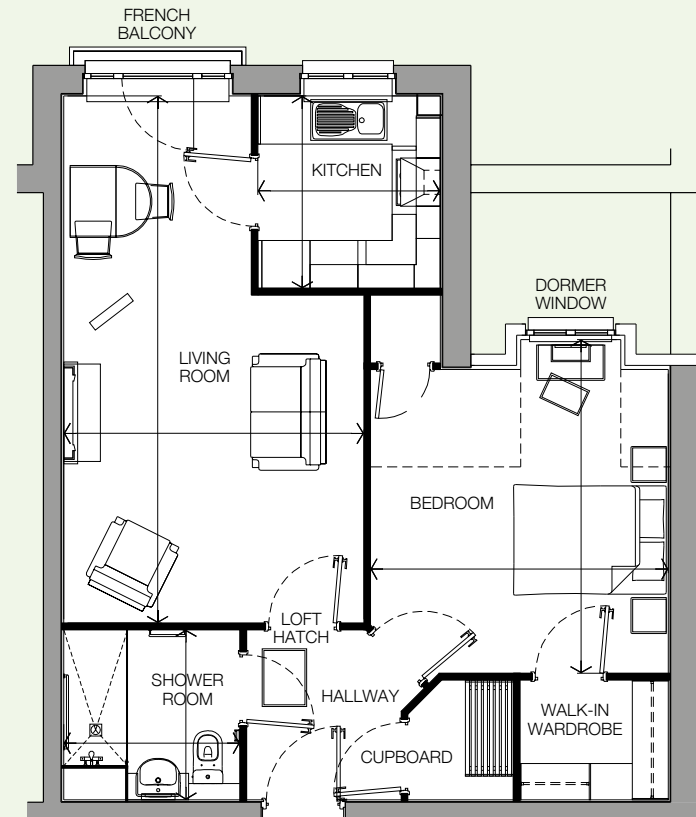 FRENCH
BALCONY
KITCHEN
DORMER
WINDOW
LIVING
ROOM
BEDROOM
LOFT
HATCH
SHOWER
ROOM
HALLWAY
WALK-IN
WARDROBE
CUPBOARD